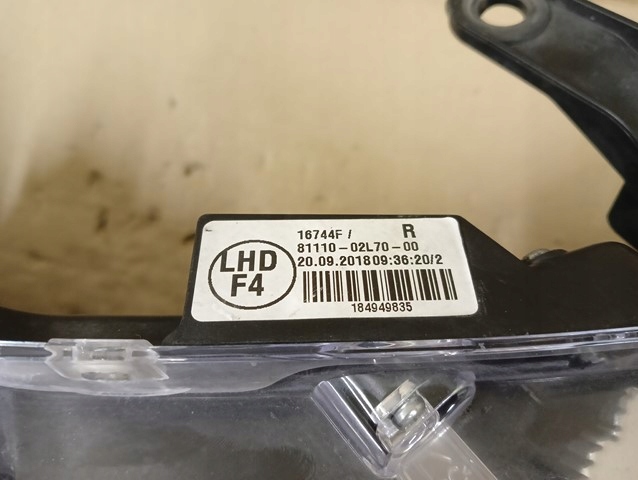 16744F / R
81110-02L70-00
20.09.2018 09:36:20/2
LHD
F4
184949835